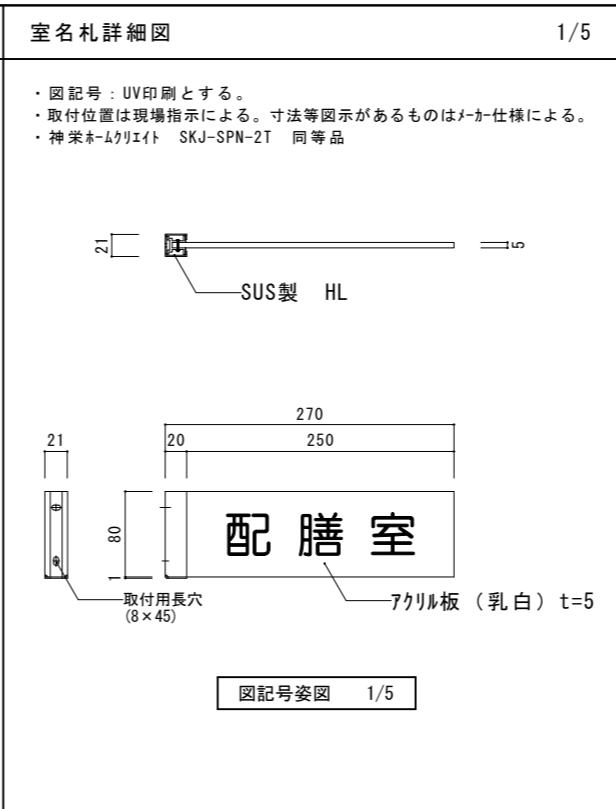 室名札詳細図 1/5
・図記号：UV印刷とする。
・取付位置は現場指示による。寸法等図示があるものはﾒｰｶｰ仕様による。
・神栄ﾎｰﾑｸﾘｴｲﾄ SKJ-SPN-2T 同等品
21
5
SUS製 HL
270
21 20 250
80
配膳室
1
取付用長穴
(8×45)
ｱｸﾘﾙ板（乳白）t=5
図記号姿図 1/5